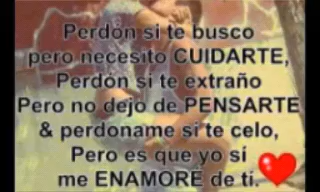 Perdón si te busco
pero necesito CUIDARTE,
Perdón si te extraño
Pero no dejo de PENSARTE
& perdoname si te celo,
Pero es que yo sí
me ENAMORÉ de ti